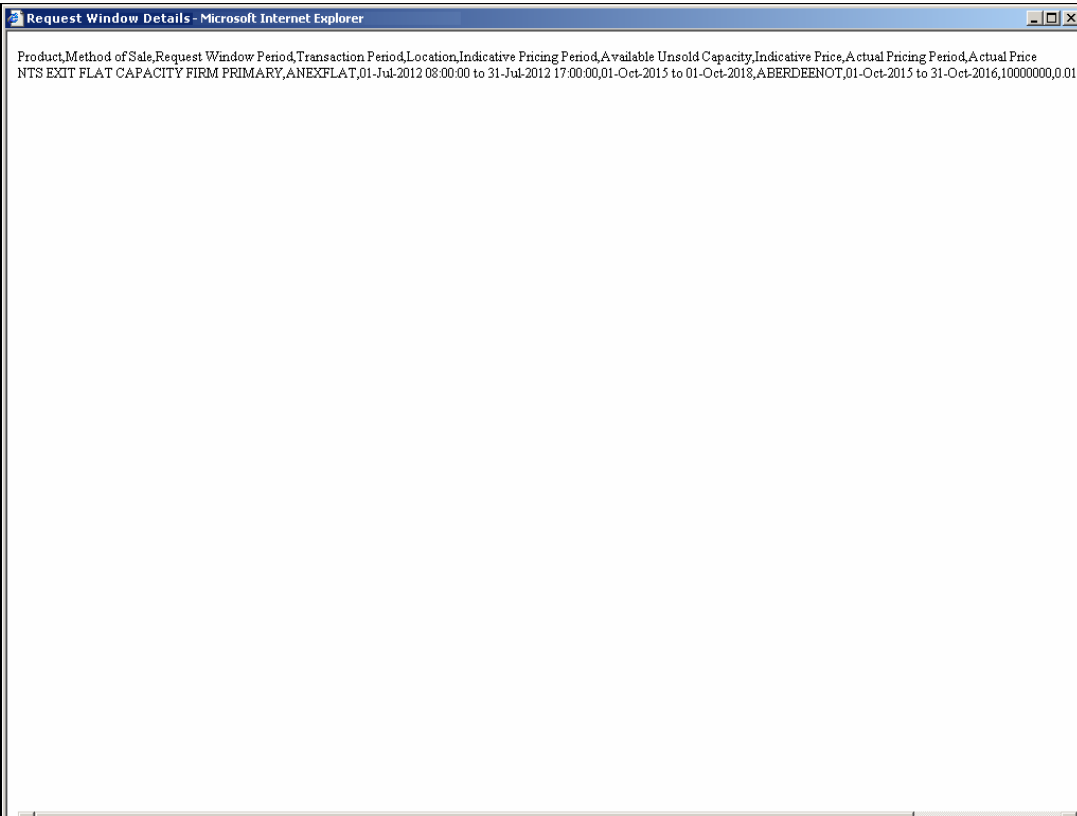 Request Window Details - Microsoft Internet Explorer
Product,Method of Sale,Request Window Period,Transaction Period,Location,Indicative Pricing Period,Available Unsold Capacity,Indicative Price,Actual Pricing Period,Actual Price
NTS EXIT FLAT CAPACITY FIRM PRIMARY,ANEXFLAT,01-Jul-2012 08:00:00 to 31-Jul-2012 17:00:00,01-Oct-2015 to 01-Oct-2018,ABERDEENOT,01-Oct-2015 to 31-Oct-2016,10000000,0.01